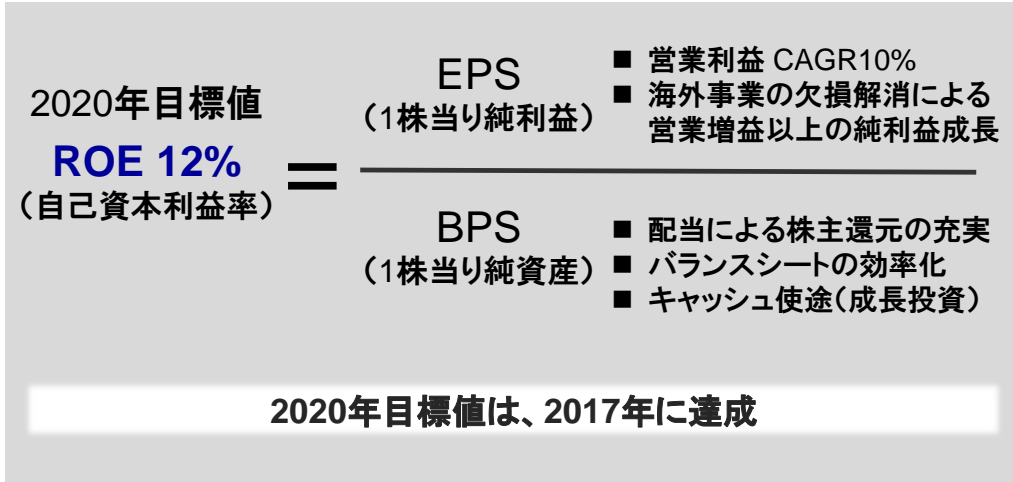 2020年目標値
ROE 12%
（自己資本利益率）
=
EPS
（1株当り純利益）
■ 営業利益 CAGR10%
■ 海外事業の欠損解消による
営業増益以上の純利益成長
BPS
（1株当り純資産）
■ 配当による株主還元の充実
■ バランスシートの効率化
■ キャッシュ使途（成長投資）
2020年目標値は、2017年に達成